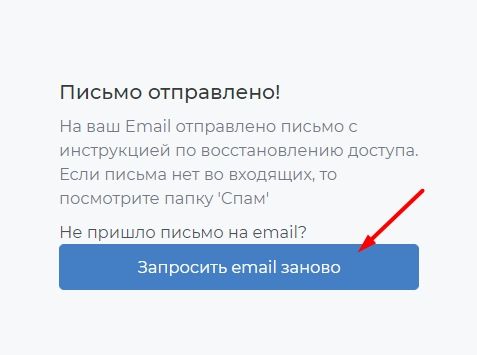 Письмо отправлено!
На ваш Email отправлено письмо с
инструкцией по восстановлению доступа.
Если письма нет во входящих, то
посмотрите папку 'Спам'
Не пришло письмо на email?
Запросить email заново